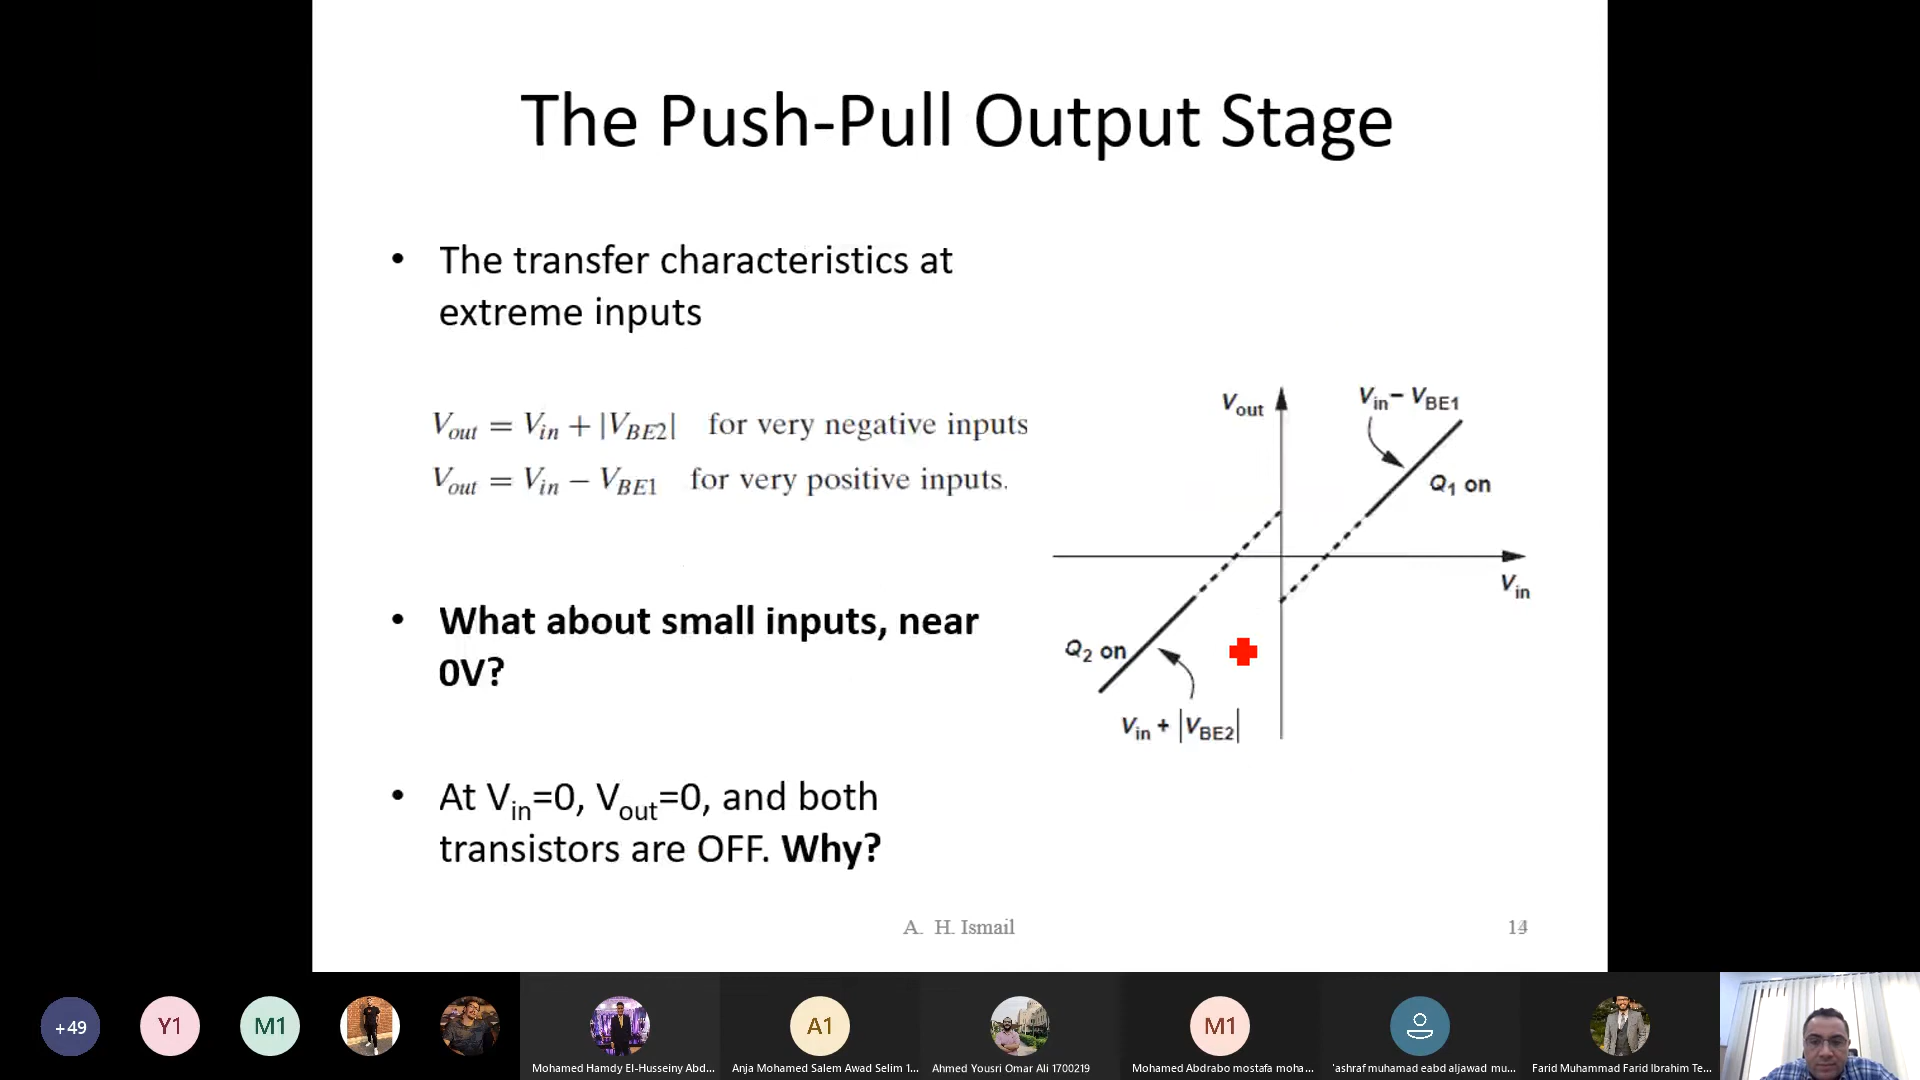 The Push-Pull Output Stage
• The transfer characteristics at
extreme inputs
Vout = Vin + |VBE2| for very negative inputs
Vout = Vin − VBE1 for very positive inputs.
• What about small inputs, near
0V?
• At Vin=0, Vout=0, and both
transistors are OFF. Why?
Vout
Vin− VBE1
Q1 on
Vin
Q2 on
Vin + |VBE2|
A. H. Ismail
+49
Y1
M1
A1
M1
Mohamed Hamdy El-Husseiny Abd...
Anja Mohamed Salem Awad Selim 1...
Ahmed Yousri Omar Ali 1700219
Mohamed Abdrabo mostafa moha...
'ashraf muhamad eabd aljawad mu...
Farid Muhammad Farid Ibrahim Te...